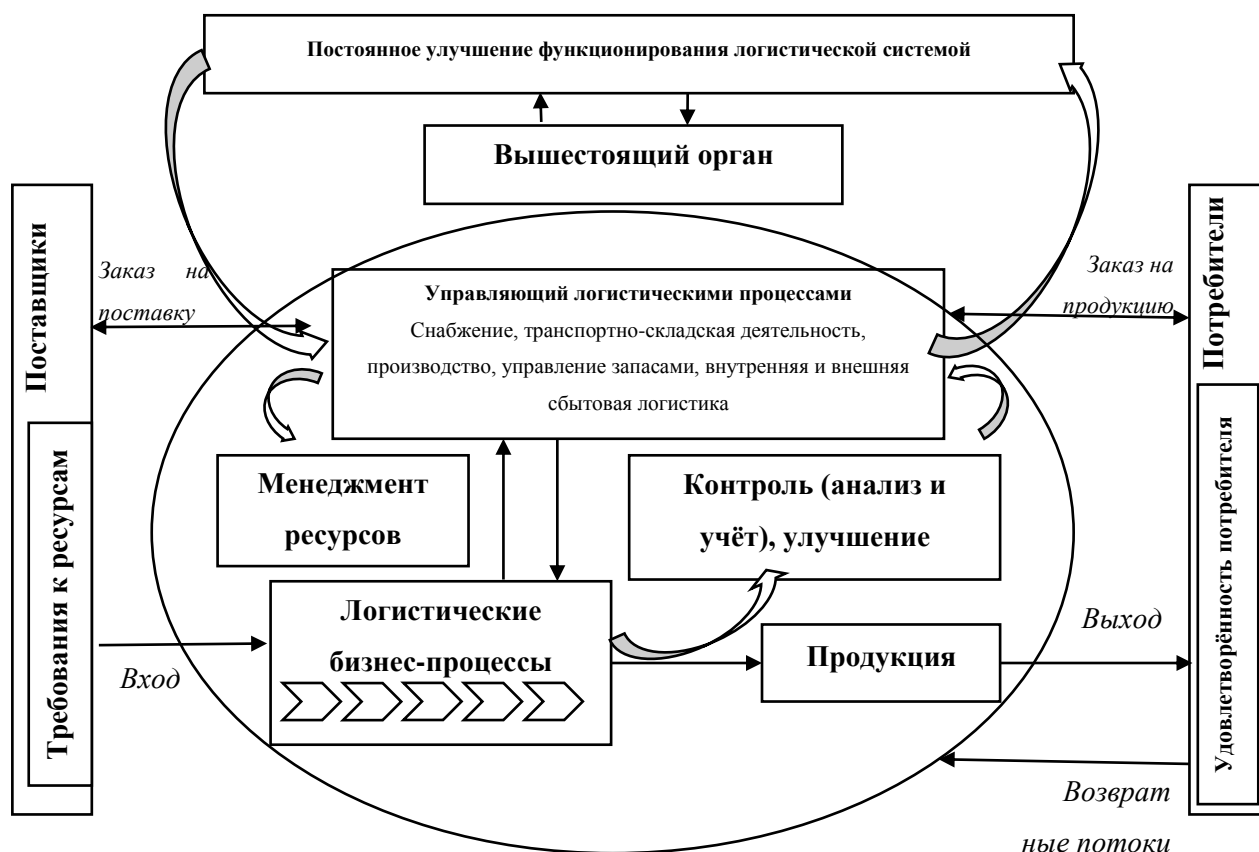 Постоянное улучшение функционирования логистической системой
Вышестоящий орган
Поставщики
Требования к ресурсам
Заказ на
поставку
Управляющий логистическими процессами
Снабжение, транспортно-складская деятельность,
производство, управление запасами, внутренняя и внешняя
сбытовая логистика
Заказ на
продукцию
Потребители
Удовлетворённость потребителя
Менеджмент
ресурсов
Контроль (анализ и
учёт), улучшение
Логистические
бизнес-процессы
Вход
Продукция
Выход
Возврат
ные потоки